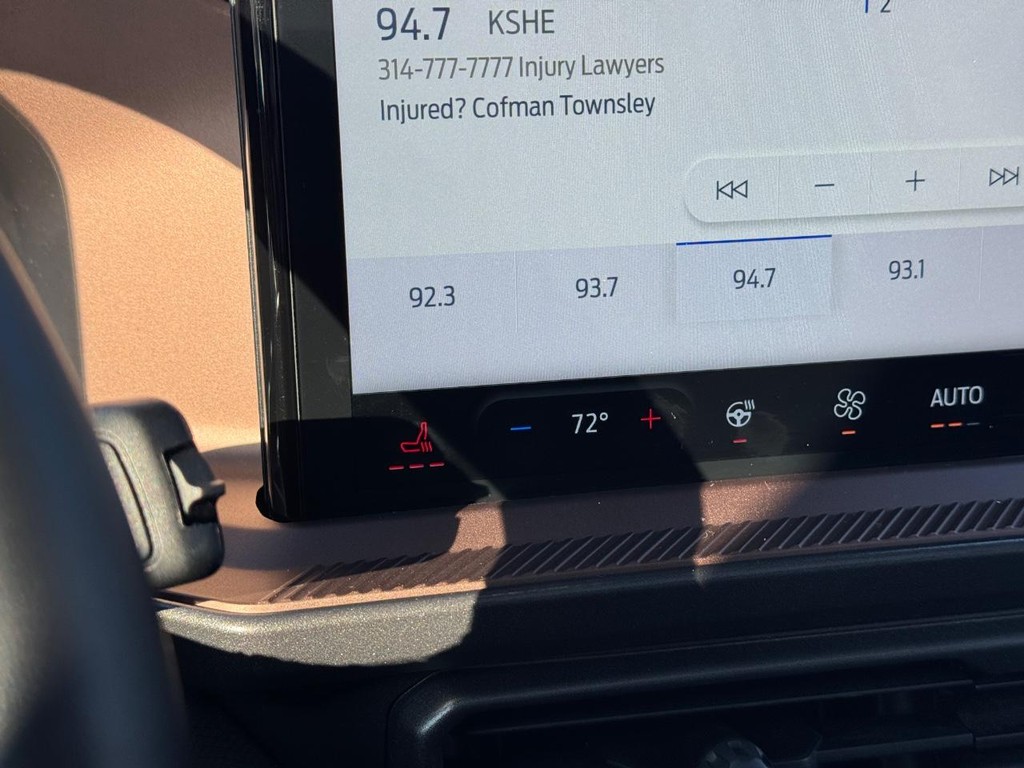 94.7 KSHE
2
314-777-7777 Injury Lawyers
Injured? Cofman Townsley
92.3 93.7 94.7 93.1
72° AUTO